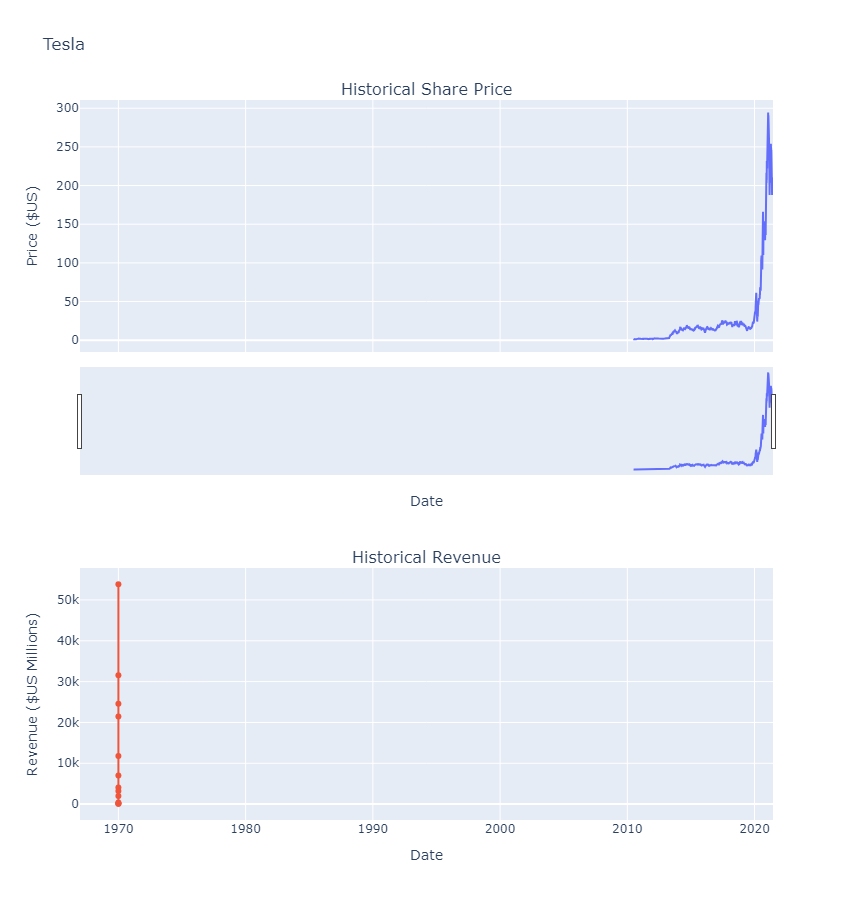 Tesla
Historical Share Price
300
250
200
150
100
50
0
Price ($US)
Date
Historical Revenue
50k
40k
30k
20k
10k
0
Revenue ($US Millions)
1970 1980 1990 2000 2010 2020
Date